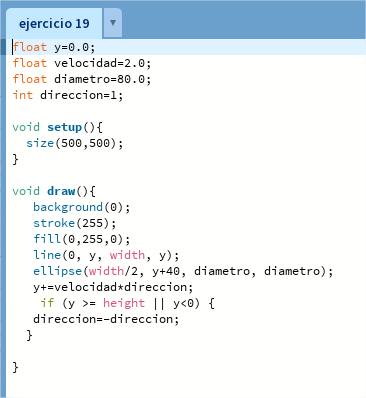 ejercicio 19
float y=0.0;
float velocidad=2.0;
float diametro=80.0;
int direccion=1;
void setup(){
size(500,500);
}
void draw(){
background(0);
stroke(255);
fill(0,255,0);
line(0, y, width, y);
ellipse(width/2, y+40, diametro, diametro);
y+=velocidad*direccion;
if (y >= height || y<0) {
direccion=-direccion;
}
}